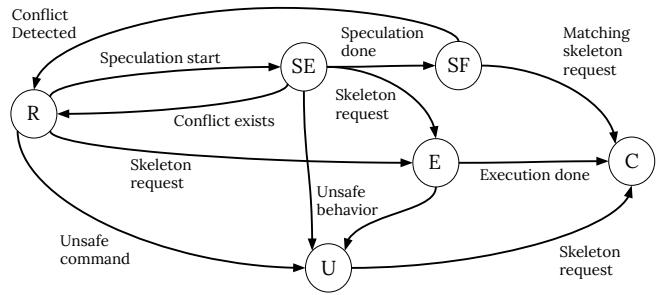 Conflict
Detected
Speculation
done
Matching
skeleton
request
Speculation start
SE
SF
Skeleton
request
R
Conflict exists
Skeleton
request
E
Execution done
C
Unsafe
behavior
Unsafe
command
U
Skeleton
request